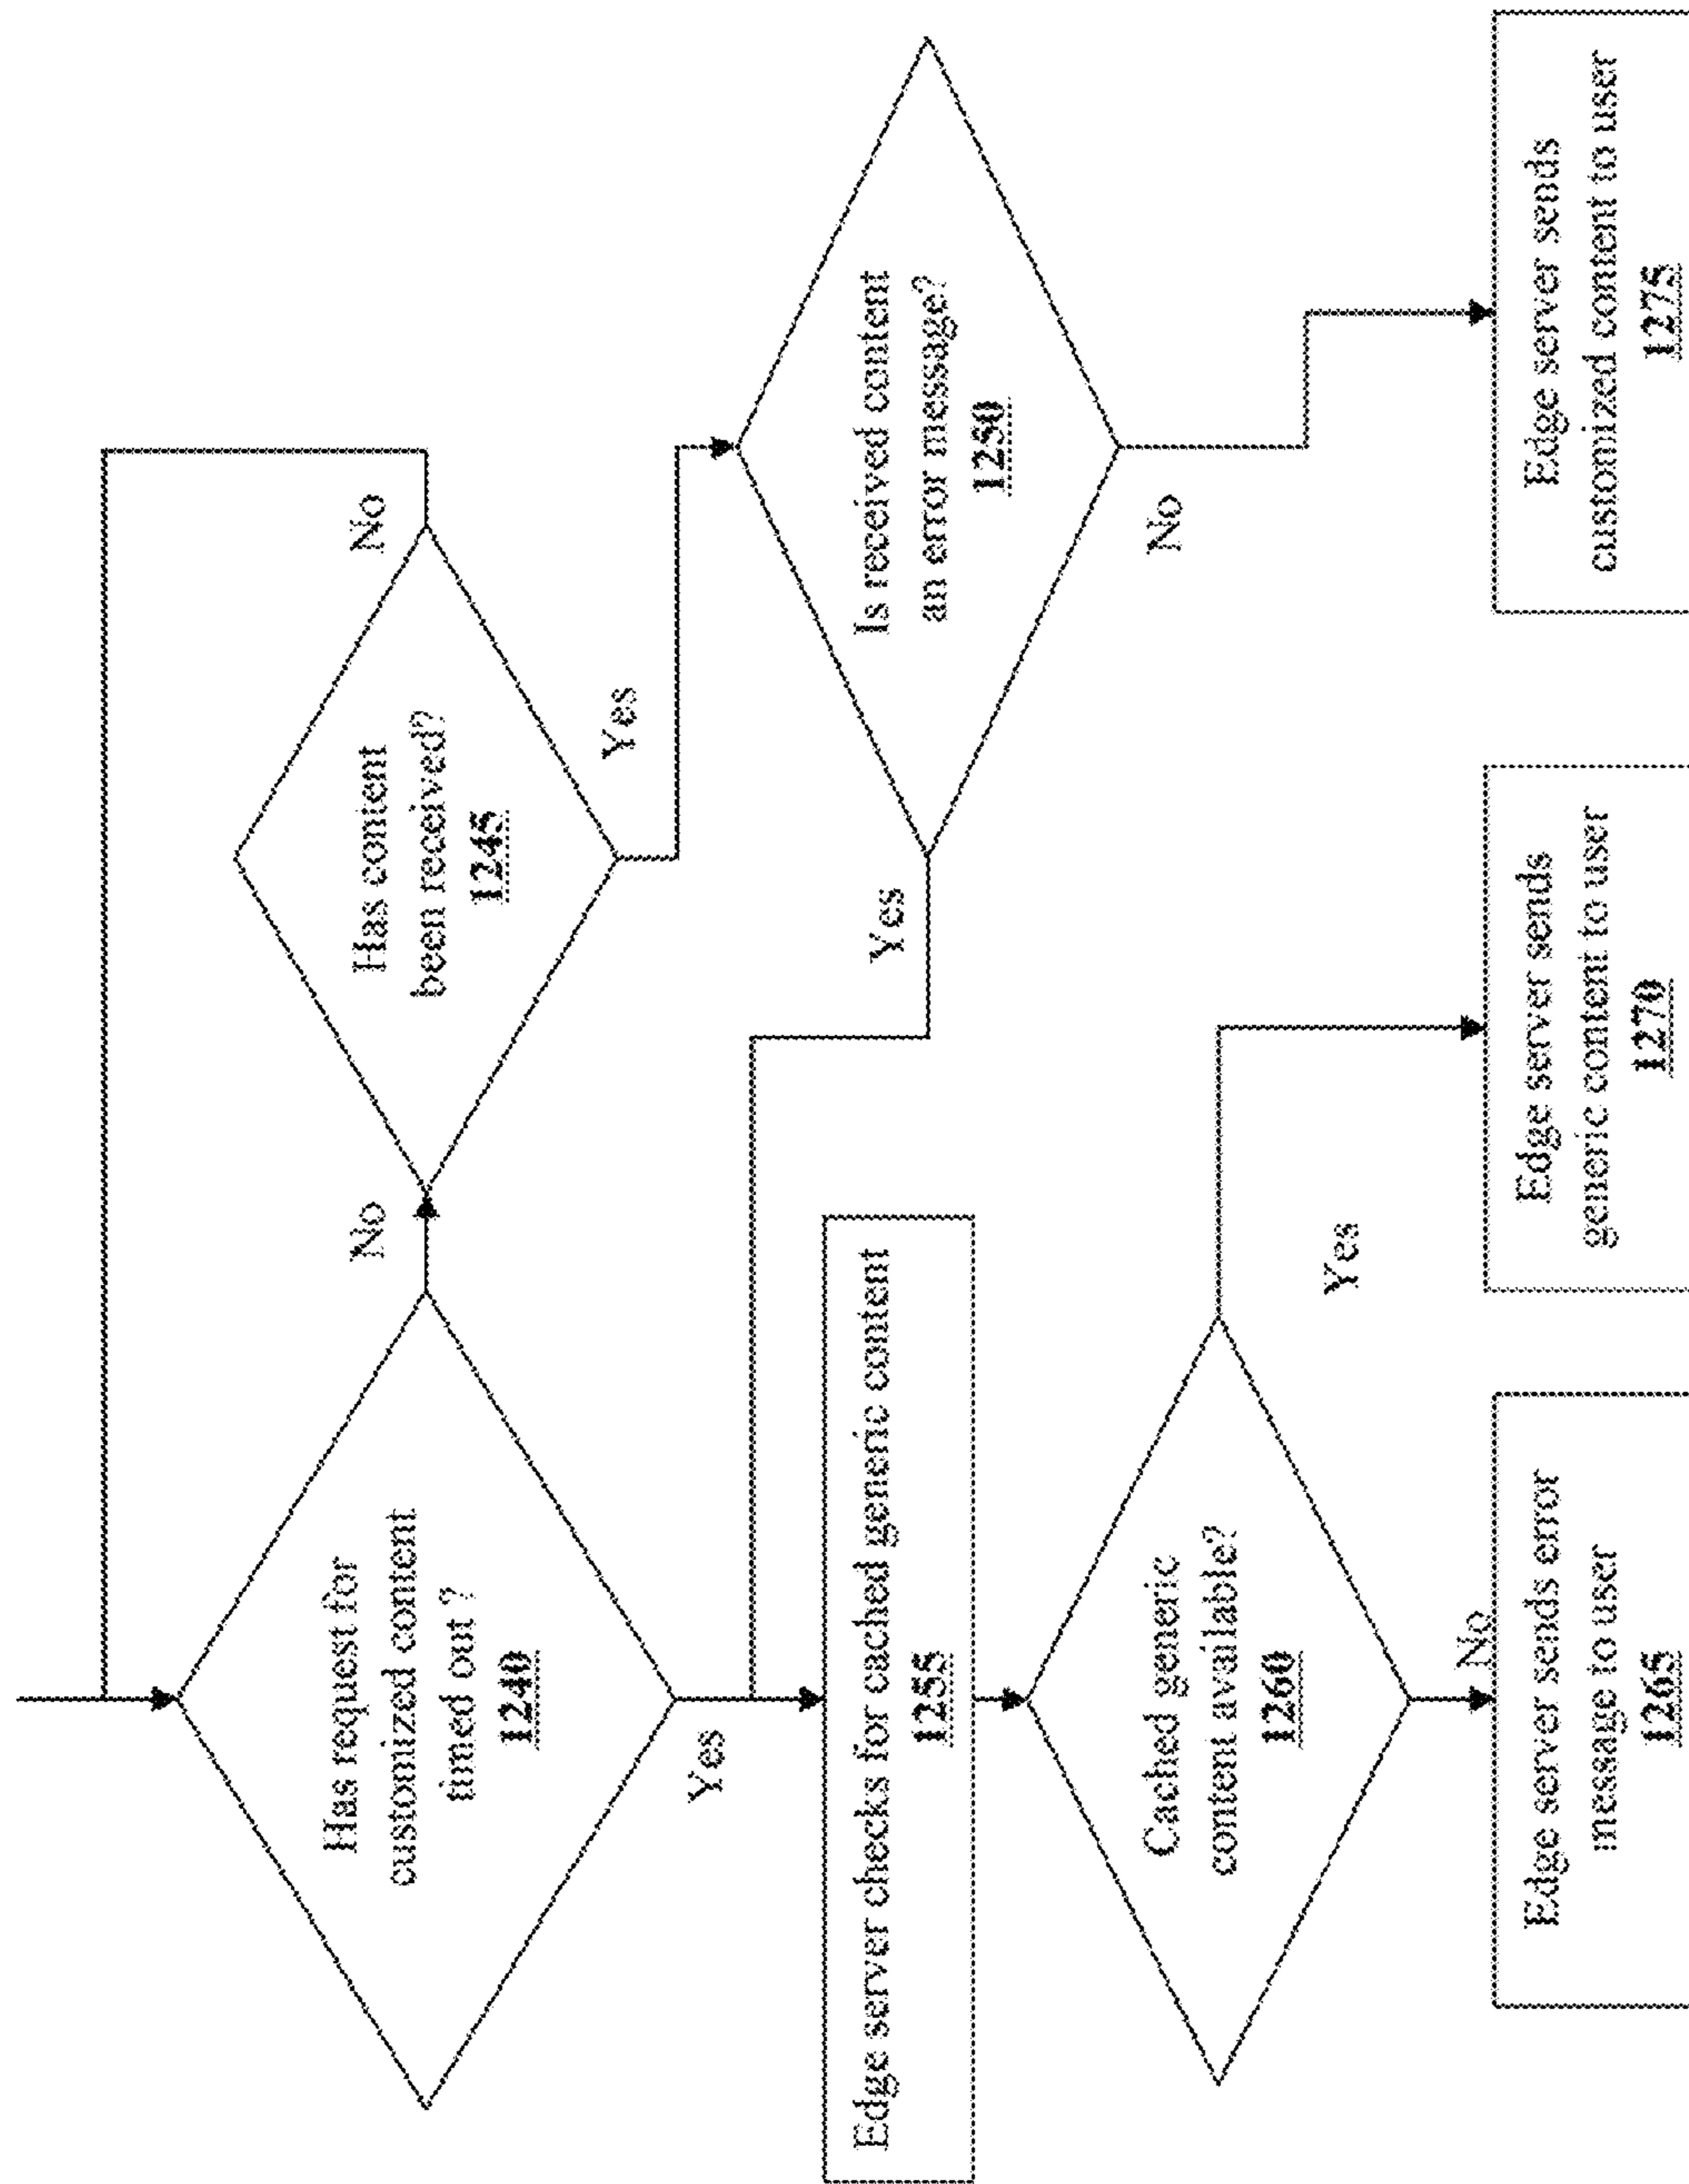 Has request for
customized content
timed out ?
1240
No
Has content
been received?
1245
No
Yes
Yes
Is received content
an error message?
1250
Yes
No
Edge server checks for cached generic content
1255
Cached generic
content available?
1260
Yes
No
Edge server sends error
message to user
1265
Edge server sends
generic content to user
1270
Edge server sends
customized content to user
1275